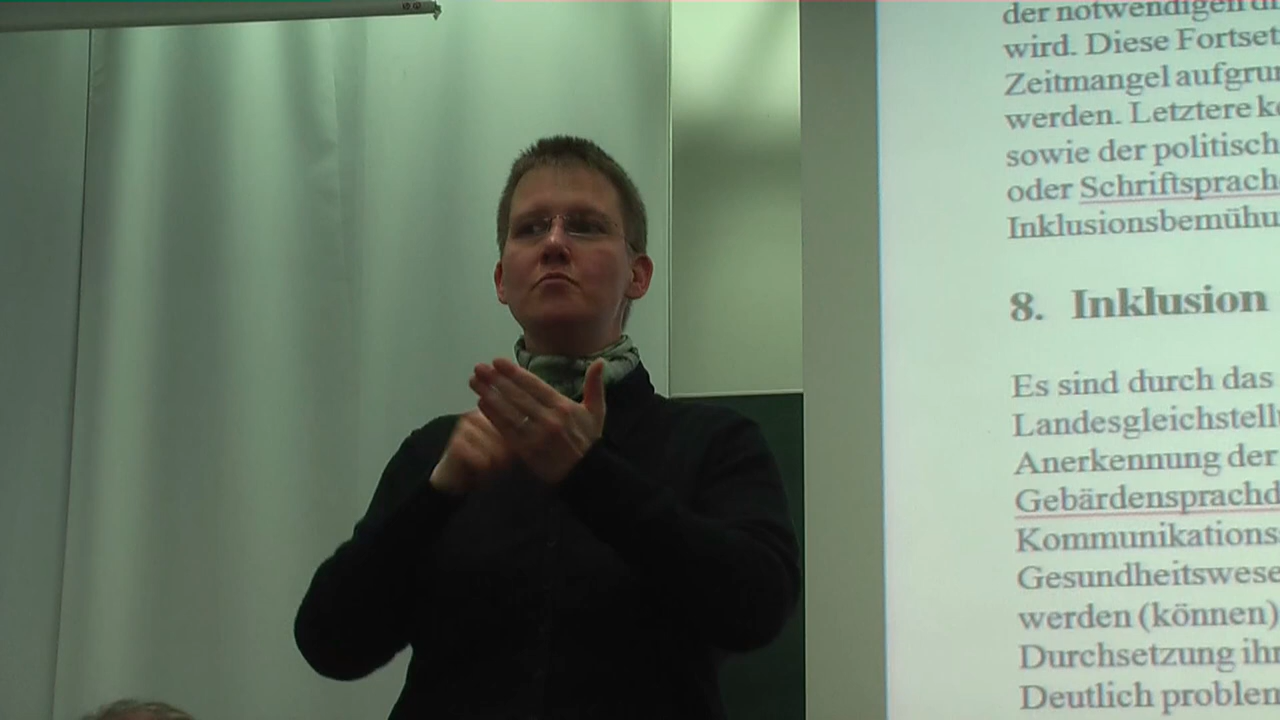 der notwendigen
wird. Diese Fortset
Zeitmangel aufgrun
werden. Letztere k
sowie der politisch
oder Schriftsprach
Inklusionsbemühu
8. Inklusion
Es sind durch das
Landesgleichstell
Anerkennung der
Gebärdensprachd
Kommunikations
Gesundheitswese
werden (können)
Durchsetzung ihr
Deutlich problem